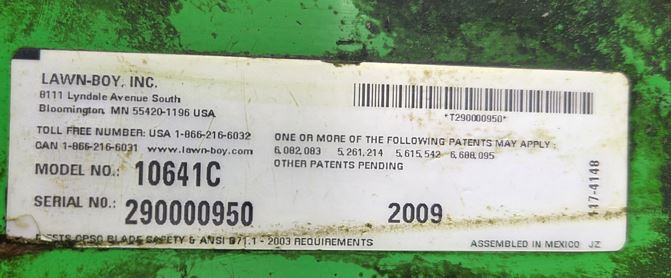 LAWN-BOY, INC.
8111 Lyndale Avenue South
Bloomington, MN 55420-1196 USA
*T290000950*
TOLL FREE NUMBER: USA 1-866-216-6032
CAN 1-866-216-6031 www.lawn-boy.com
ONE OR MORE OF THE FOLLOWING PATENTS MAY APPLY :
6,082,083 5,261,214 5,615,542 6,688,095
OTHER PATENTS PENDING
MODEL NO.: 10641C
SERIAL NO.: 290000950
2009
117-4148
CPSC BLADE SAFETY & ANSI B71.1 - 2003 REQUIREMENTS
ASSEMBLED IN MEXICO JZ